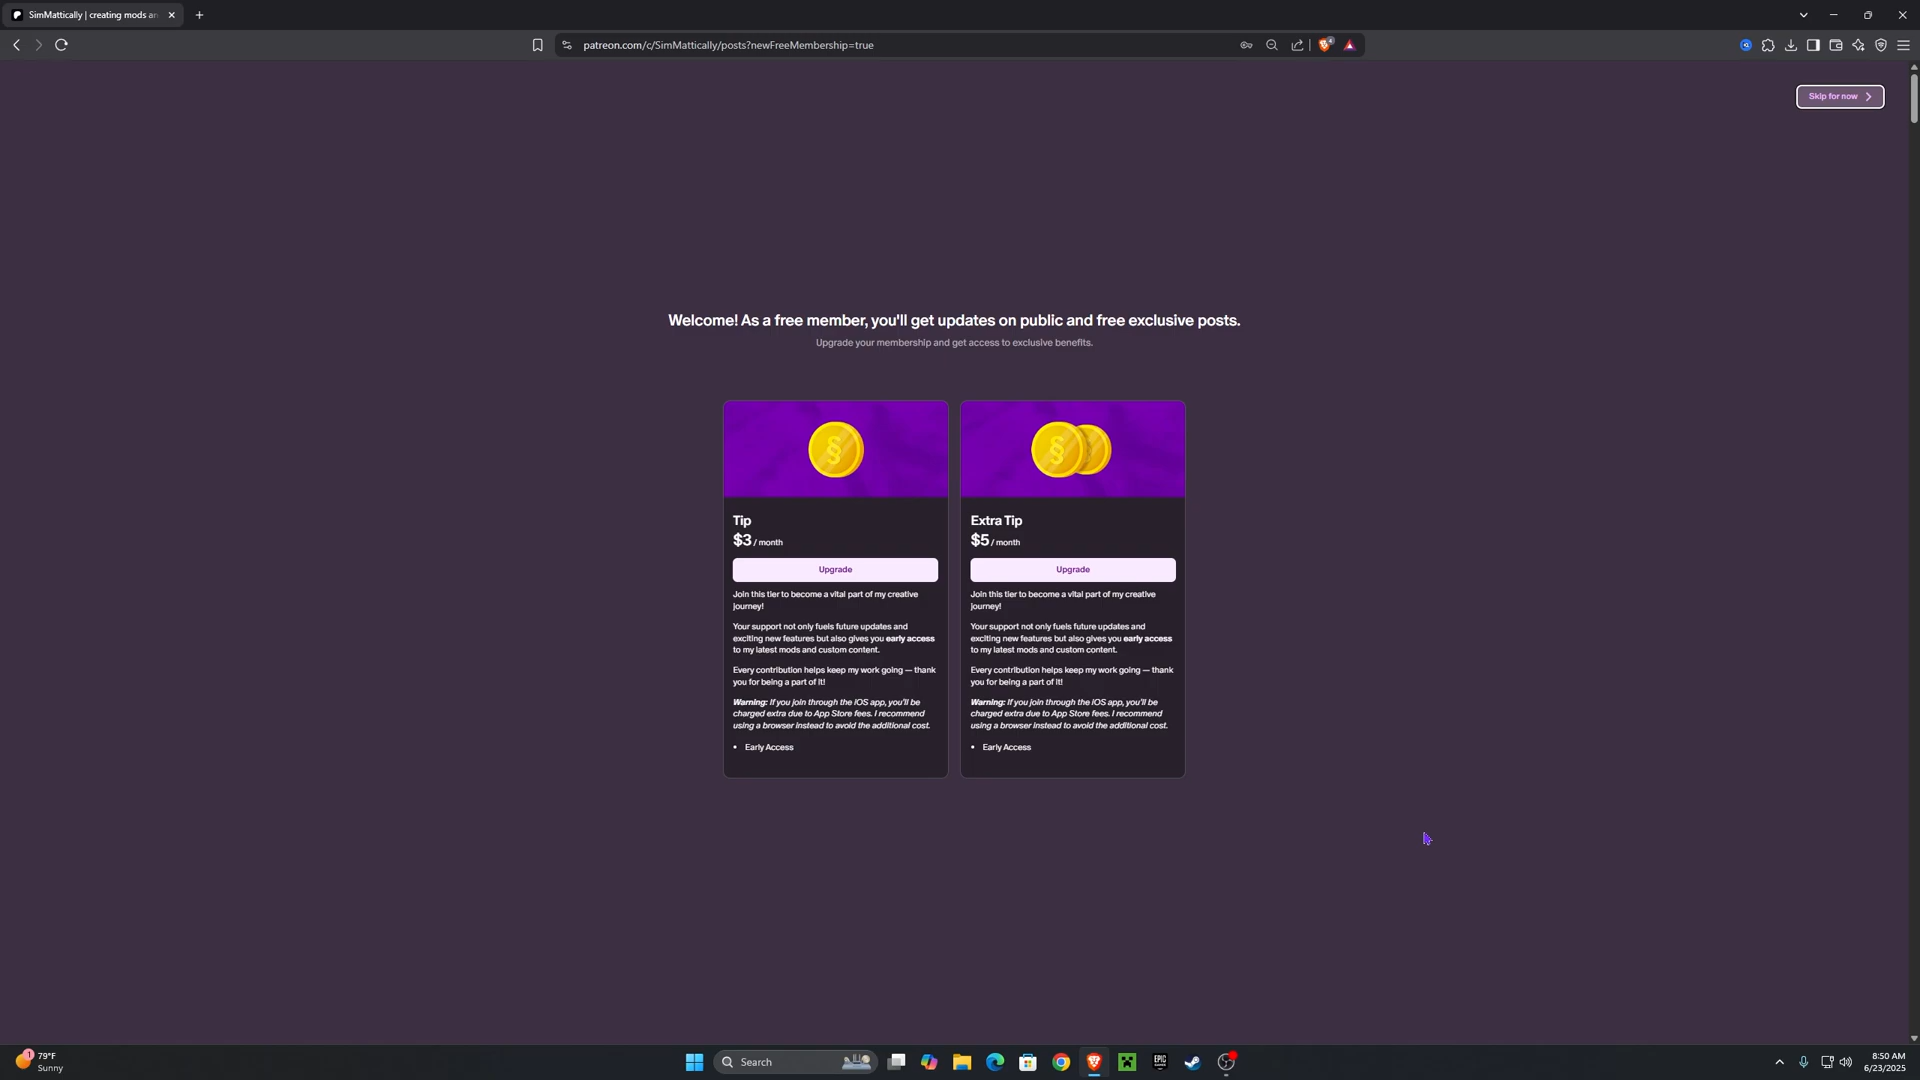 SimMattically | creating mods an
patreon.com/c/SimMattically/posts?newFreeMembership=true
4
Skip for now
Welcome! As a free member, you'll get updates on public and free exclusive posts.
Upgrade your membership and get access to exclusive benefits.
§
Tip
$3 / month
Upgrade
Join this tier to become a vital part of my creative
journey!
Your support not only fuels future updates and
exciting new features but also gives you early access
to my latest mods and custom content.
Every contribution helps keep my work going — thank
you for being a part of it!
Warning: If you join through the iOS app, you'll be
charged extra due to App Store fees. I recommend
using a browser instead to avoid the additional cost.
• Early Access
§
Extra Tip
$5 / month
Upgrade
Join this tier to become a vital part of my creative
journey!
Your support not only fuels future updates and
exciting new features but also gives you early access
to my latest mods and custom content.
Every contribution helps keep my work going — thank
you for being a part of it!
Warning: If you join through the iOS app, you'll be
charged extra due to App Store fees. I recommend
using a browser instead to avoid the additional cost.
• Early Access
1
79°F
Sunny
Search
EPIC
8:50 AM
6/23/2025